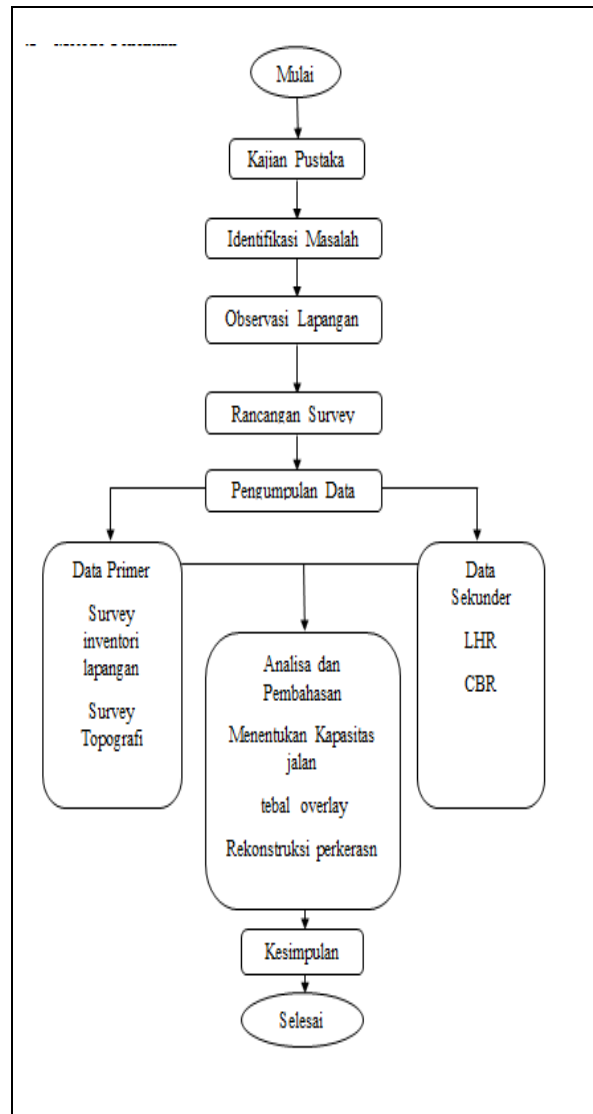 Mulai
Kajian Pustaka
Identifikasi Masalah
Observasi Lapangan
Rancangan Survey
Pengumpulan Data
Data Primer
Survey
inventori
lapangan
Survey
Topografi
Data
Sekunder
LHR
CBR
Analisa dan
Pembahasan
Menentukan Kapasitas
jalan
tebal overlay
Rekonstruksi perkerasn
Kesimpulan
Selesai